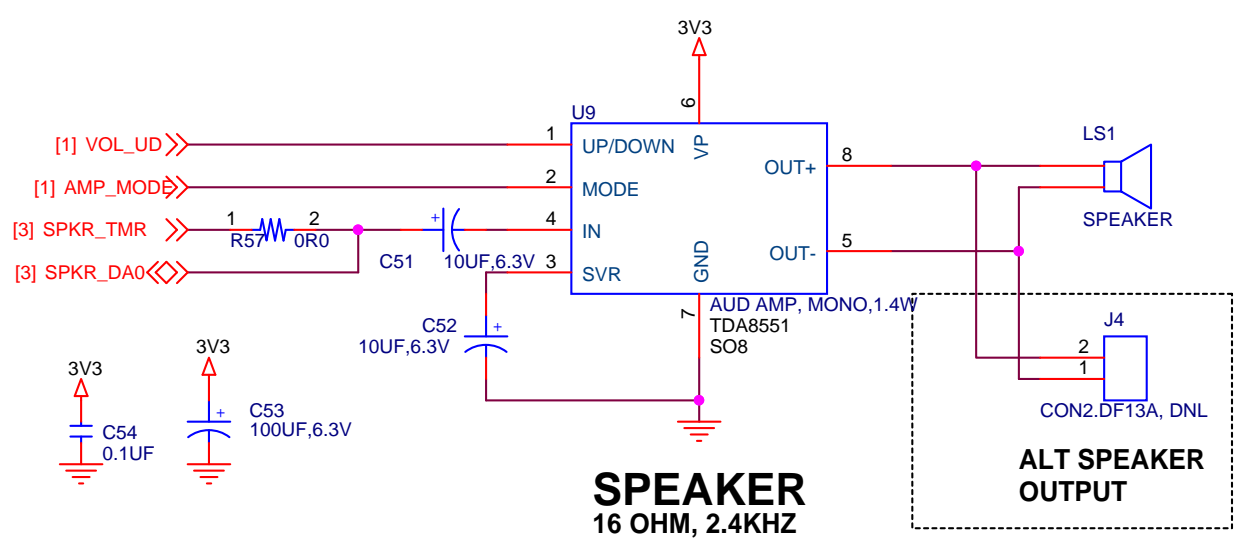 3V3
U9
[1] VOL_UD
1
UP/DOWN
6
VP
OUT+
8
LS1
SPEAKER
[1] AMP_MODE
2
MODE
[3] SPKR_TMR
1
2
R57
0R0
+
C51
10UF,6.3V
4
IN
[3] SPKR_DA0
3
SVR
GND
7
OUT-
5
AUD AMP, MONO,1.4W
TDA8551
SO8
C52
10UF,6.3V
+
J4
2
1
CON2.DF13A, DNL
ALT SPEAKER
OUTPUT
3V3
C54
0.1UF
3V3
+
C53
100UF,6.3V
SPEAKER
16 OHM, 2.4KHZ